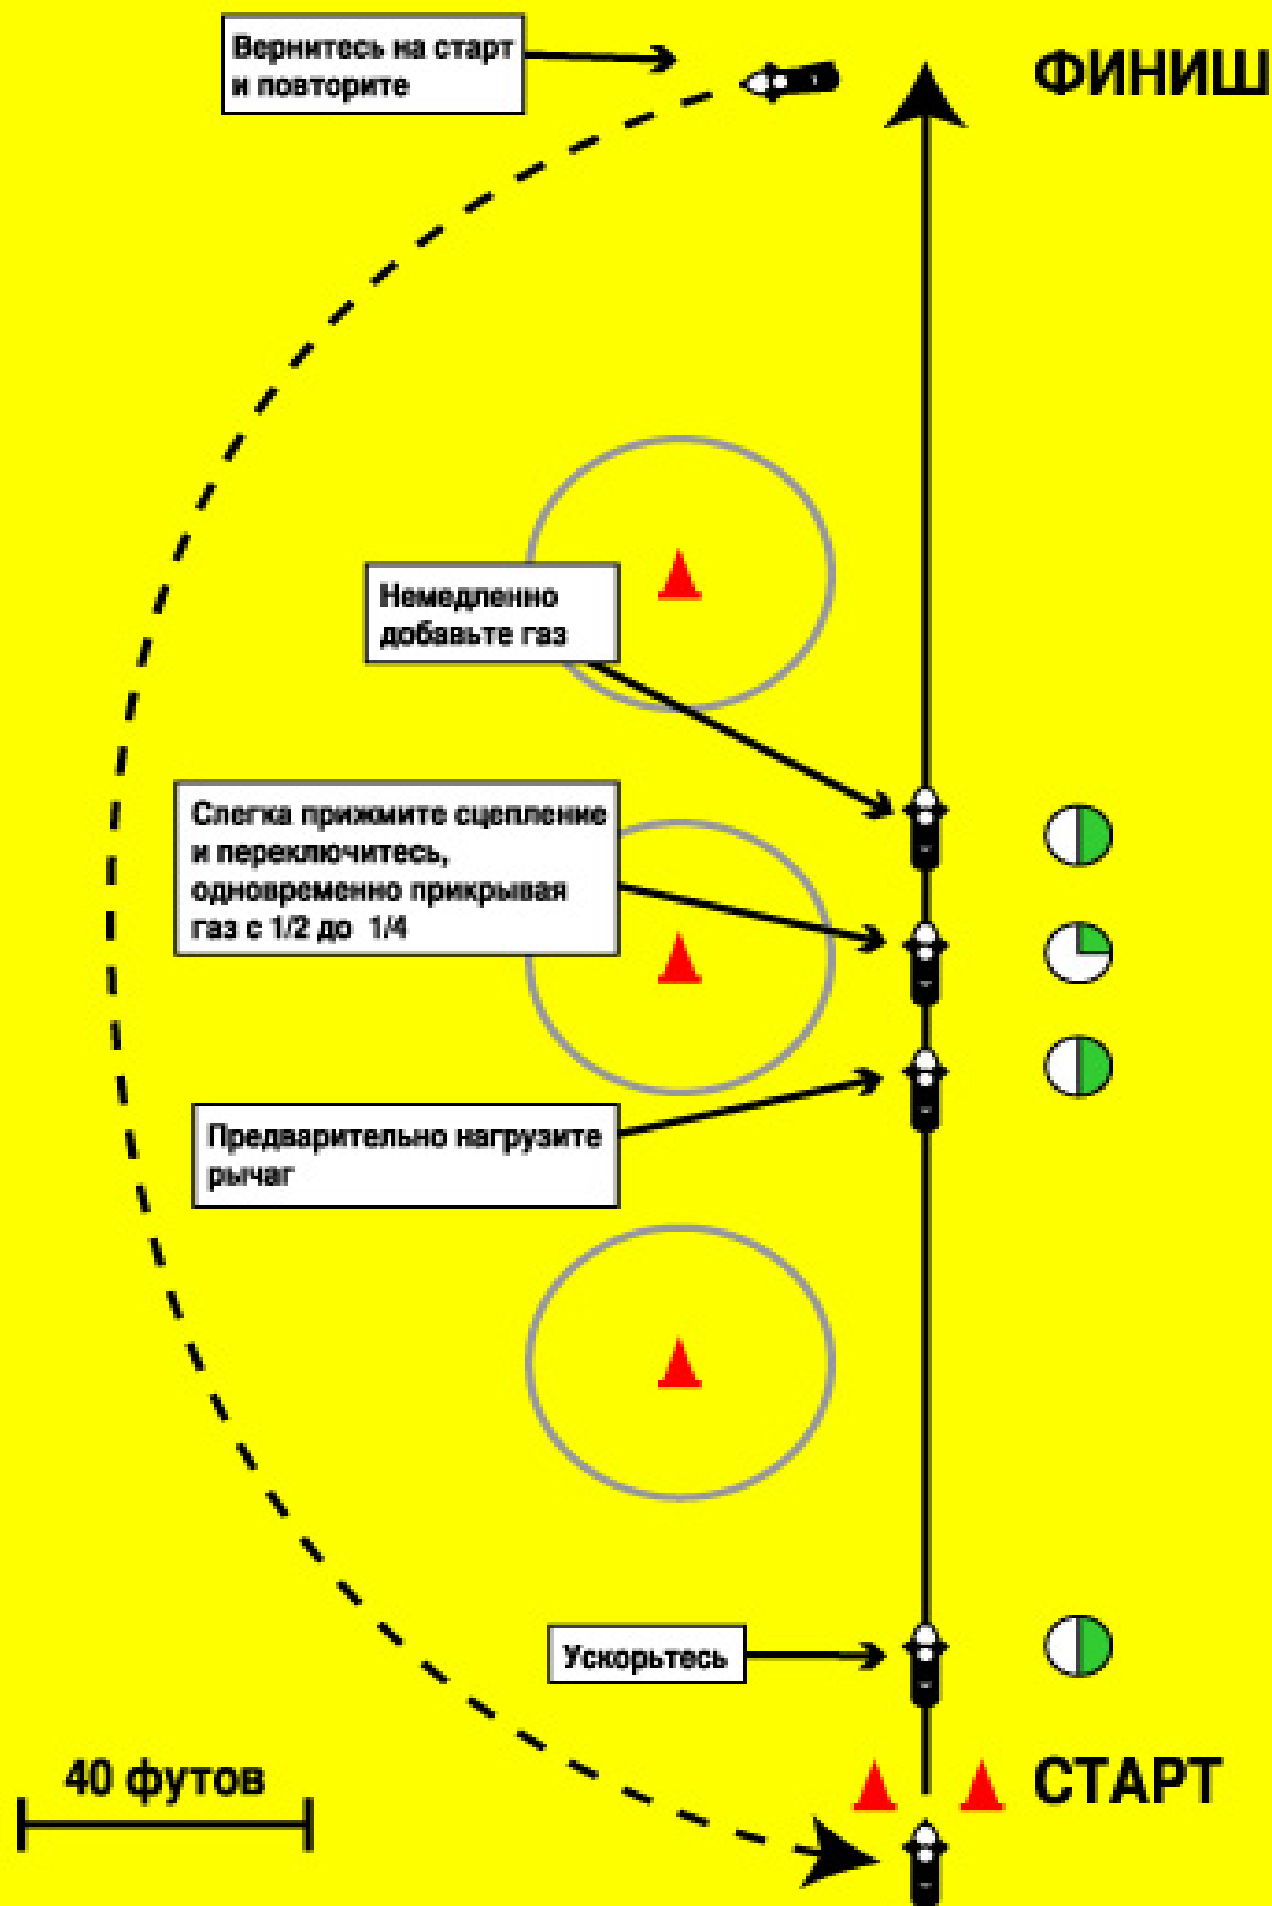 Вернитесь на старт
и повторите
ФИНИШ
Немедленно
добавьте газ
Слегка прижмите сцепление
и переключитесь,
одновременно прикрывая
газ с 1/2 до 1/4
Предварительно нагрузите
рычаг
Ускорьтесь
40 футов
СТАРТ